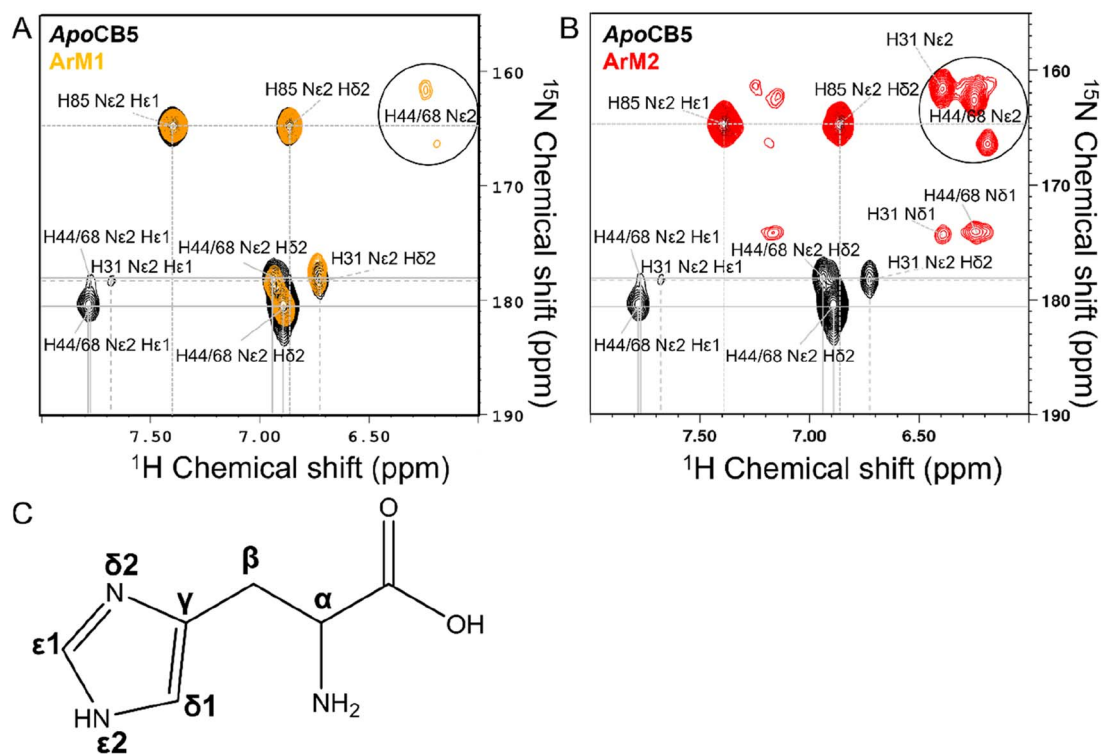 A
ApoCB5
ArM1
H85 Nε2 Hε1
H85 Nε2 Hδ2
H44/68 Nε2
H44/68 Nε2 Hε1
H31 Nε2 Hε1
H44/68 Nε2 Hδ2
H31 Nε2 Hδ2
H44/68 Nε2 Hε1
H44/68 Nε2 Hδ2
160
170
180
190
15N Chemical shift (ppm)
7.50
7.00
6.50
1H Chemical shift (ppm)
B
ApoCB5
ArM2
H31 Nε2
H85 Nε2 Hε1
H85 Nε2 Hδ2
H44/68 Nε2
H44/68 Nδ1
H31 Nδ1
H44/68 Nε2 Hε1
H44/68 Nε2 Hδ2
H31 Nε2 Hε1
H31 Nε2 Hδ2
H44/68 Nε2 Hε1
H44/68 Nε2 Hδ2
160
170
180
190
15N Chemical shift (ppm)
7.50
7.00
6.50
1H Chemical shift (ppm)
C
O
δ2
β
N
γ
α
OH
ε1
δ1
NH2
HN
ε2